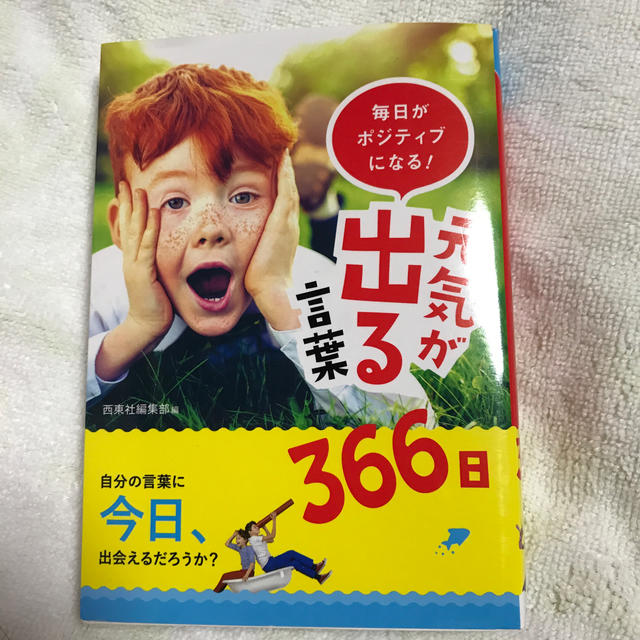 毎日が
ポジティブ
になる!
元気が
出る
言葉
366日
西東社編集部 編
自分の言葉に
今日、
出会えるだろうか?